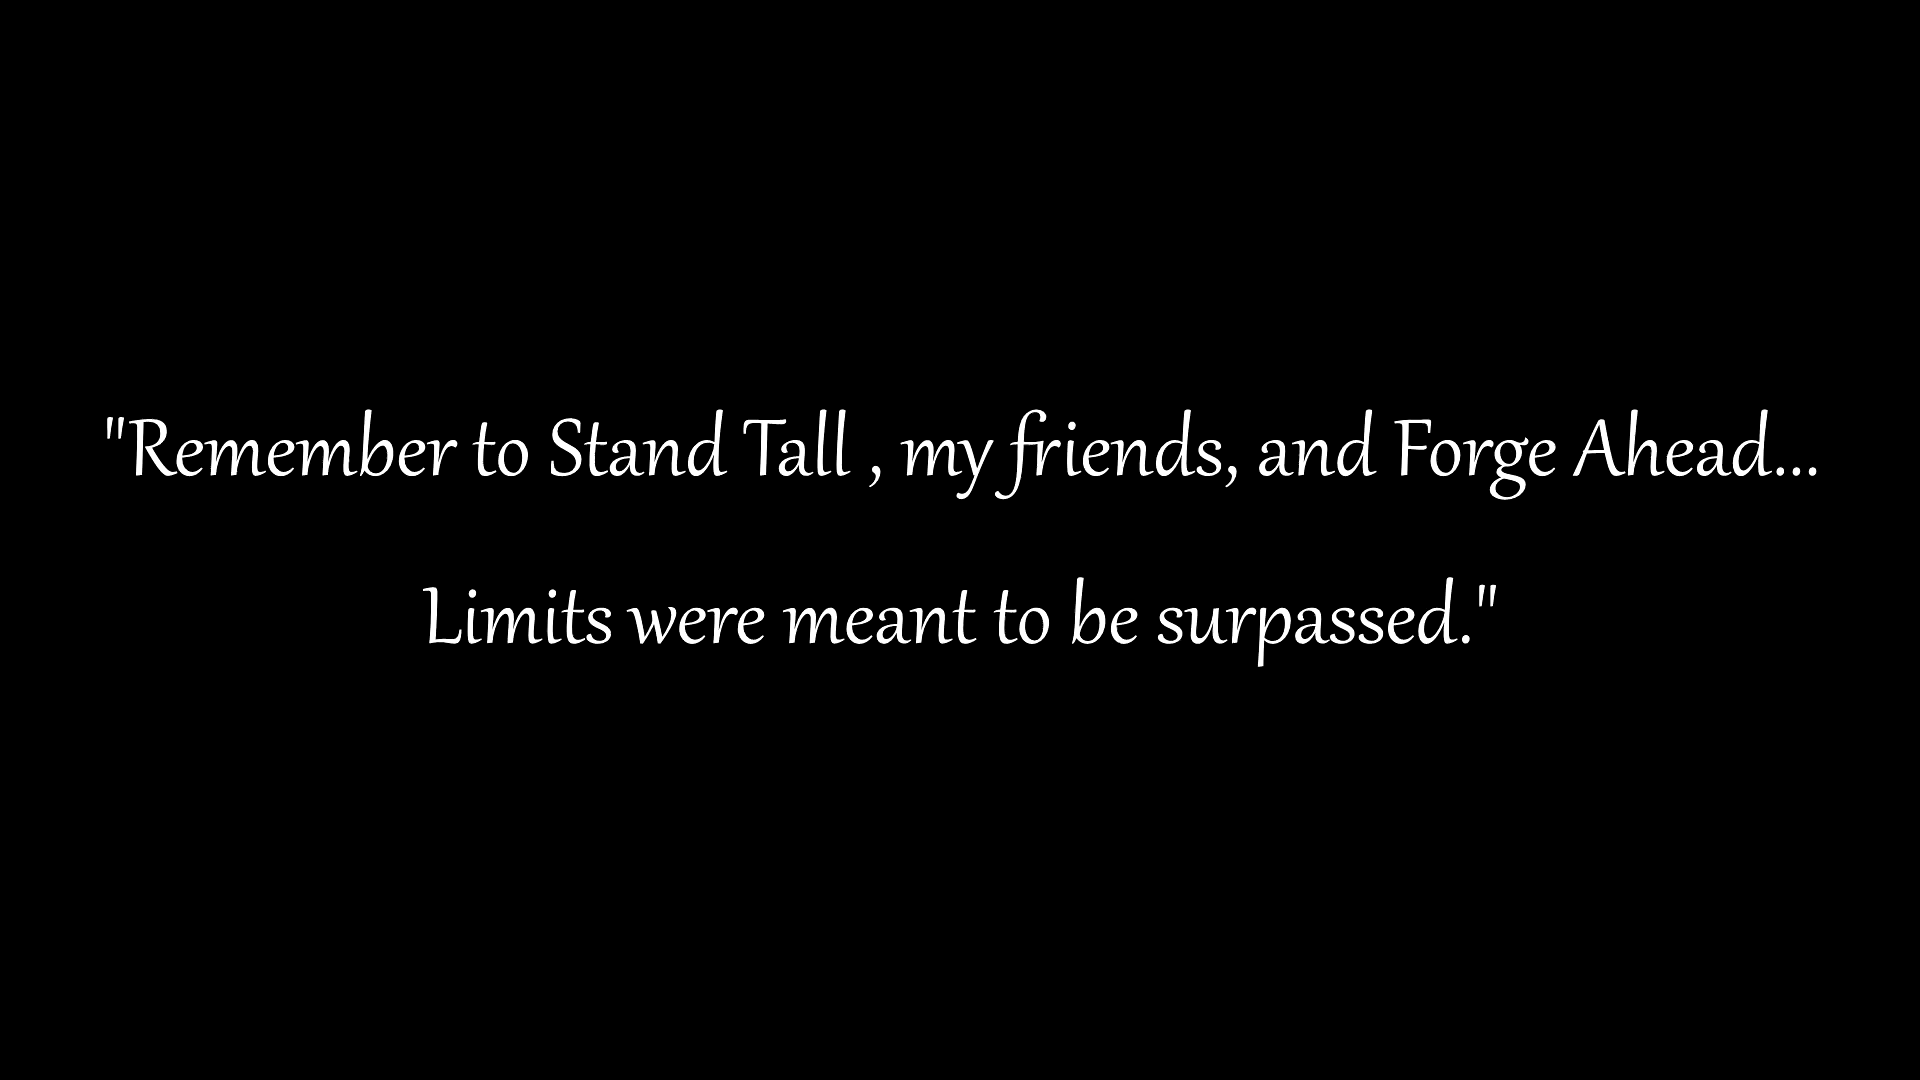 "Remember to Stand Tall , my friends, and Forge Ahead...
Limits were meant to be surpassed."